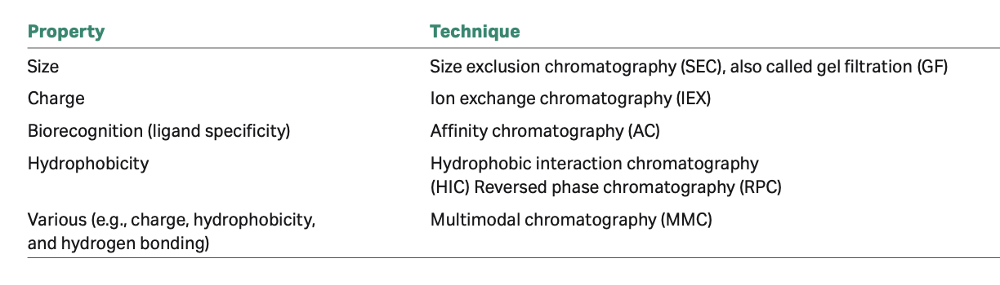 Property Technique
Size Size exclusion chromatography (SEC), also called gel filtration (GF)
Charge Ion exchange chromatography (IEX)
Biorecognition (ligand specificity) Affinity chromatography (AC)
Hydrophobicity Hydrophobic interaction chromatography
(HIC) Reversed phase chromatography (RPC)
Various (e.g., charge, hydrophobicity, Multimodal chromatography (MMC)
and hydrogen bonding)